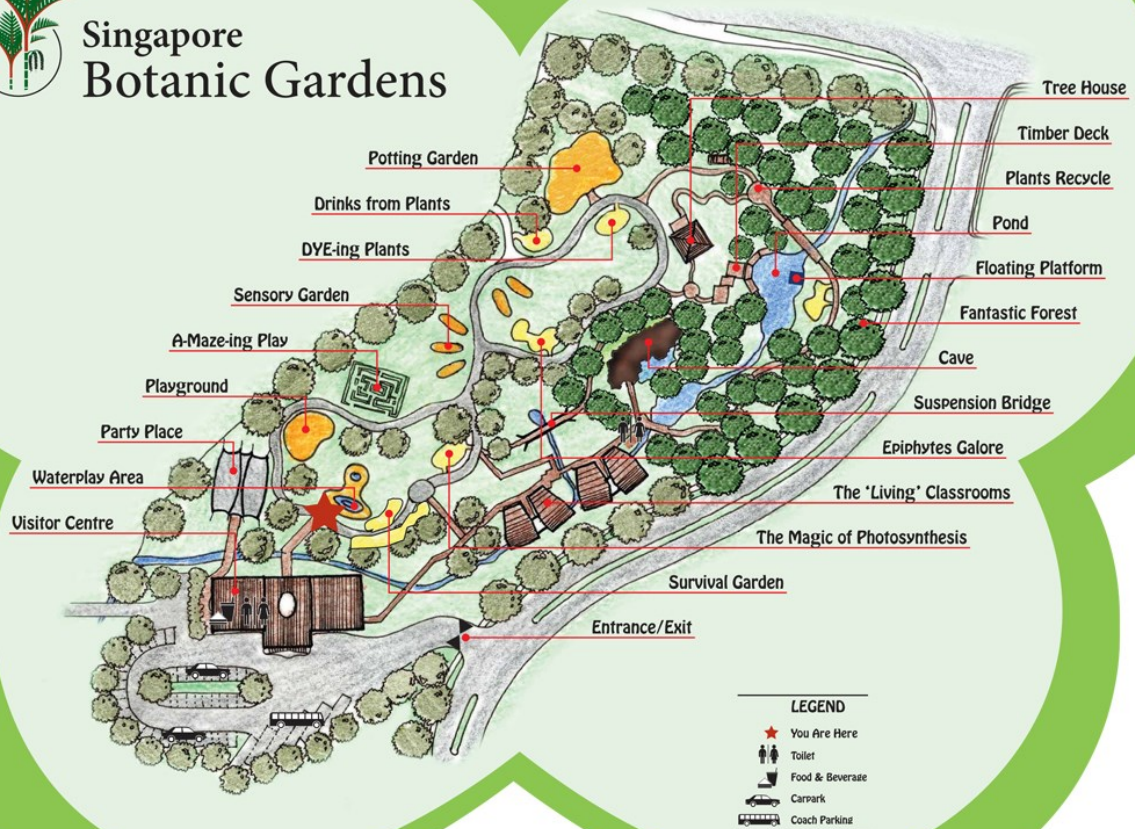 Singapore
Botanic Gardens
Tree House
Timber Deck
Potting Garden
Plants Recycle
Drinks from Plants
Pond
DYE-ing Plants
Floating Platform
Sensory Garden
Fantastic Forest
A-Maze-ing Play
Cave
Playground
Suspension Bridge
Party Place
Epiphytes Galore
Waterplay Area
The 'Living' Classrooms
Visitor Centre
The Magic of Photosynthesis
Survival Garden
Entrance/Exit
LEGEND
You Are Here
Toilet
Food & Beverage
Carpark
Coach Parking